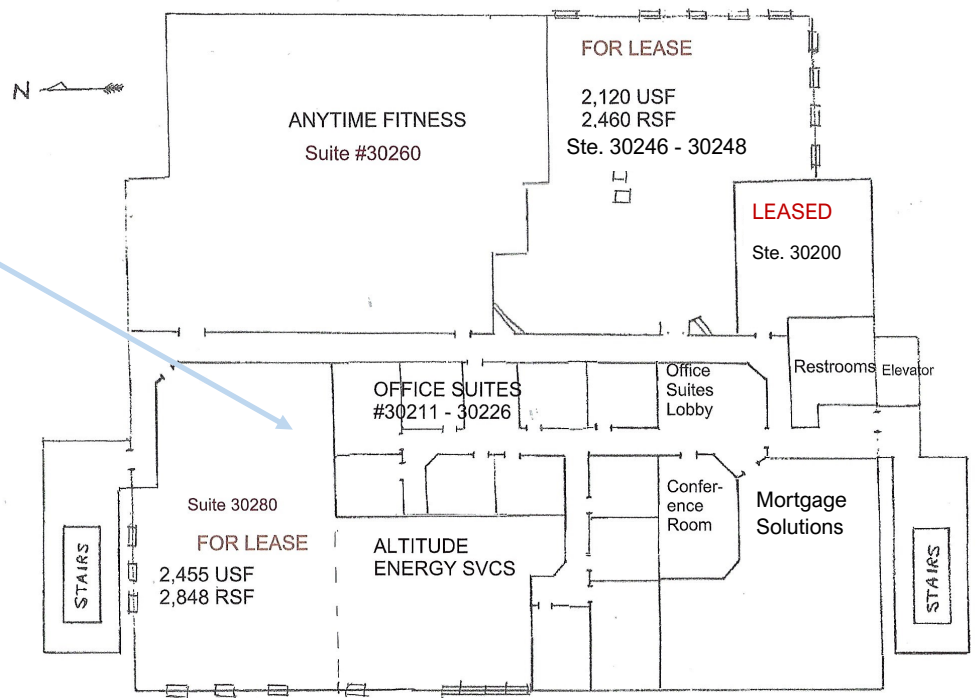 FOR LEASE
2,120 USF
2,460 RSF
Ste. 30246 - 30248
N
ANYTIME FITNESS
Suite #30260
LEASED
Ste. 30200
Restrooms
Elevator
Office
Suites
Lobby
OFFICE SUITES
#30211 - 30226
Suite 30280
FOR LEASE
2,455 USF
2,848 RSF
ALTITUDE
ENERGY SVCS
Confer-
ence
Room
Mortgage
Solutions
STAIRS
STAIRS